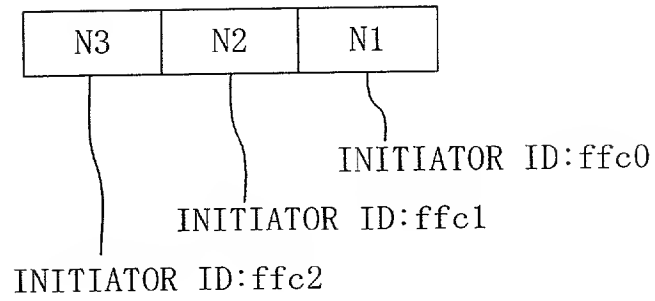 N3 N2 N1
INITIATOR ID:ffc0
INITIATOR ID:ffc1
INITIATOR ID:ffc2